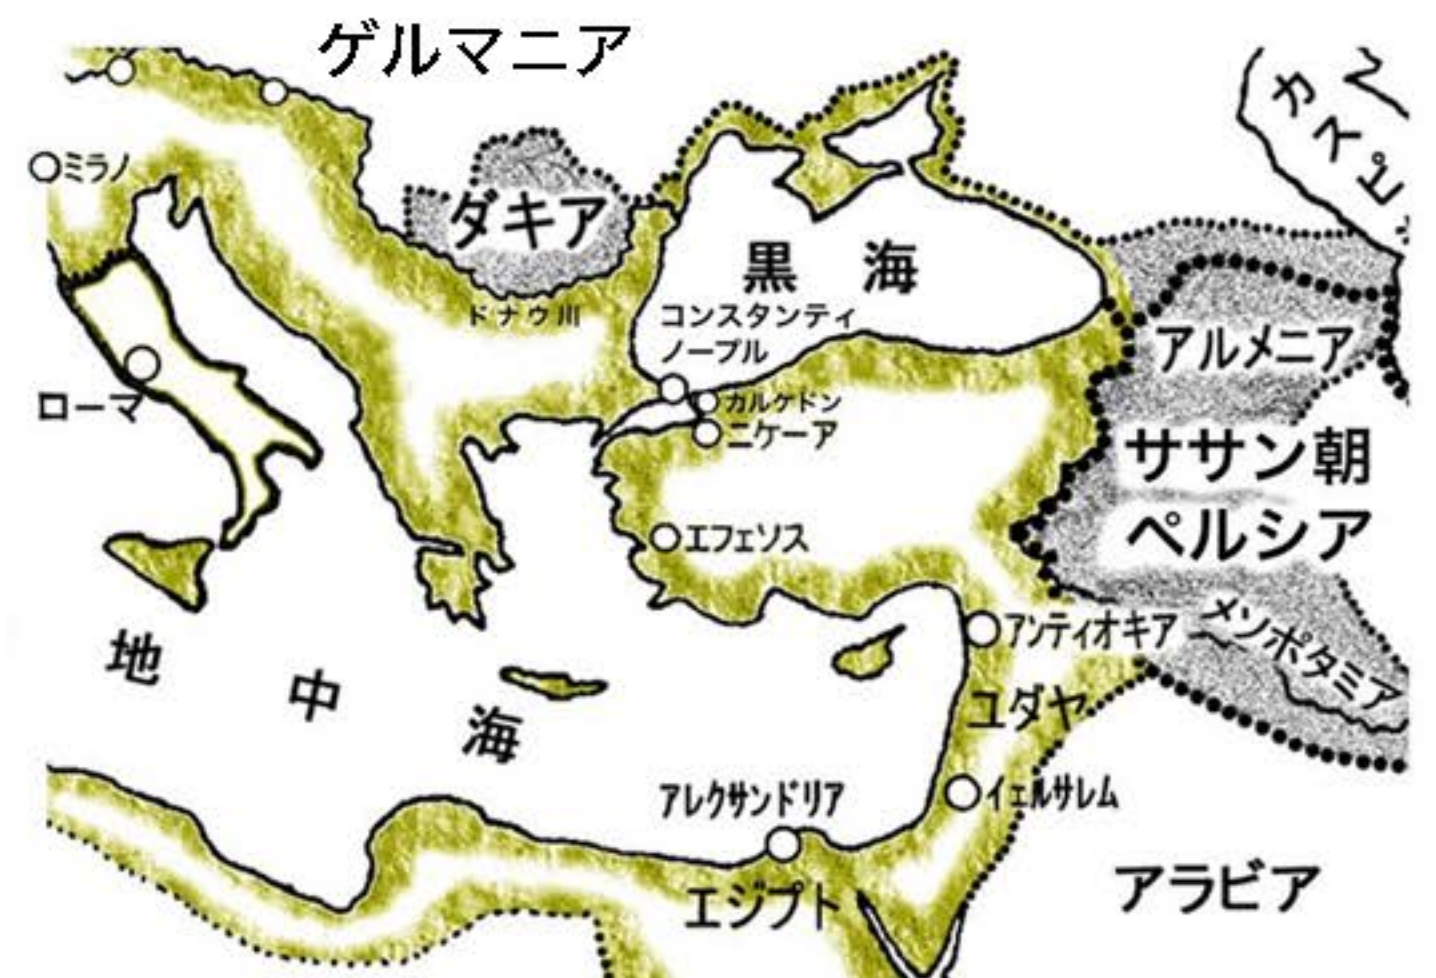 ゲルマニア
カスピ
ミラノ
ダキア
黒海
ドナウ川
コンスタンティ
ノープル
アルメニア
ローマ
カルケドン
ニケーア
ササン朝
ペルシア
エフェソス
メソポタミア
アンティオキア
地中海
ユダヤ
アレクサンドリア
イェルサレム
エジプト
アラビア